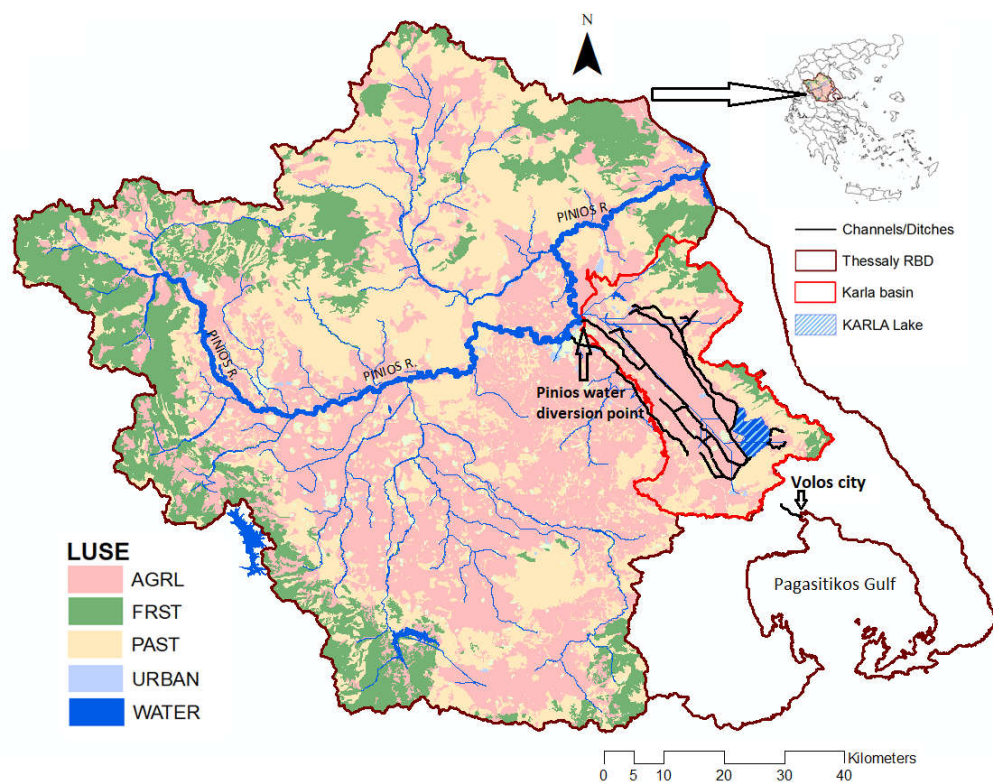 N
PINIOS R.
Channels/Ditches
Thessaly RBD
Karla basin
KARLA Lake
PINIOS R.
PINIOS R.
Pinios water
diversion point
Volos city
Pagasitikos Gulf
LUSE
AGRL
FRST
PAST
URBAN
WATER
Kilometers
0 5 10 20 30 40